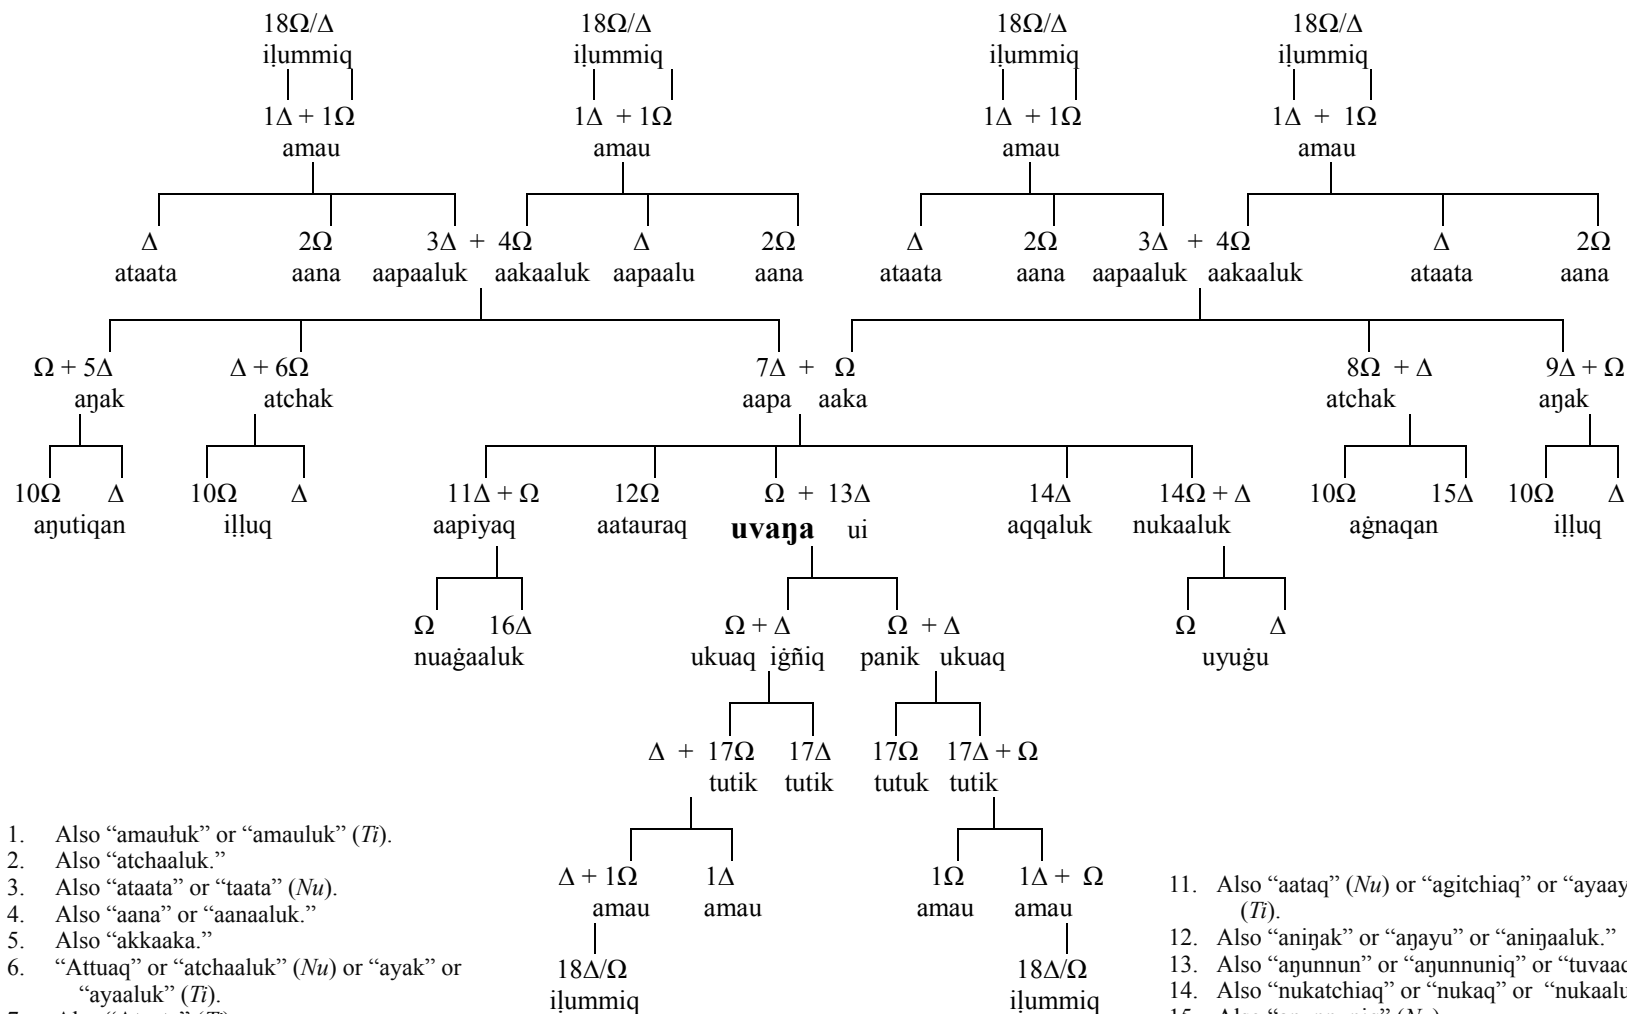 18Ω/Δ 18Ω/Δ 18Ω/Δ 18Ω/Δ
iḷummiq iḷummiq iḷummiq iḷummiq
1Δ + 1Ω 1Δ + 1Ω 1Δ + 1Ω 1Δ + 1Ω
amau amau amau amau
Δ 2Ω 3Δ + 4Ω Δ 2Ω Δ 2Ω 3Δ + 4Ω Δ 2Ω
ataata aana aapaaluk aakaaluk aapaalu aana ataata aana aapaaluk aakaaluk ataata aana
Ω + 5Δ Δ + 6Ω 7Δ + Ω 8Ω + Δ 9Δ + Ω
aŋak atchak aapa aaka atchak aŋak
10Ω Δ 10Ω Δ 11Δ + Ω 12Ω Ω + 13Δ 14Δ 14Ω + Δ 10Ω 15Δ 10Ω Δ
aŋutiqan iḷḷuq aapiyaq aatauraq uvaŋa ui aqqaluk nukaaluk aġnaqan iḷḷuq
Ω 16Δ Ω + Δ Ω + Δ Ω Δ
nuaġaaluk ukuaq iġñiq panik ukuaq uyuġu
Δ + 17Ω 17Δ 17Ω 17Δ + Ω
tutik tutik tutuk tutik
Δ + 1Ω 1Δ 1Ω 1Δ + Ω
amau amau amau amau
18Δ/Ω 18Δ/Ω
iḷummiq iḷummiq
1. Also “amaułuk” or “amauluk” (Ti).
2. Also “atchaaluk.”
3. Also “ataata” or “taata” (Nu).
4. Also “aana” or “aanaaluk.”
5. Also “akkaaka.”
6. “Attuaq” or “atchaaluk” (Nu) or “ayak” or
“ayaaluk” (Ti).
11. Also “aataq” (Nu) or “agitchiaq” or
(Ti).
12. Also “aniŋak” or “aŋayu” or “aniŋaaluk.”
13. Also “aŋunnun” or “aŋunnuniq” or
14. Also “nukatchiaq” or “nukaq” or